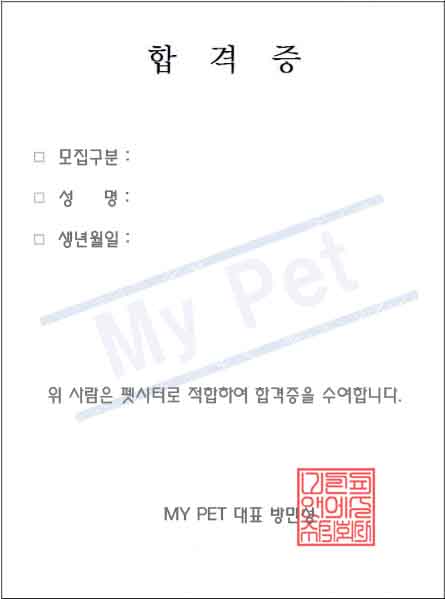 합 격 증
□ 모집구분 :
□ 성 명 :
□ 생년월일 :
My Pet
위 사람은 펫시터로 적합하여 합격증을 수여합니다.
MY PET 대표 방민